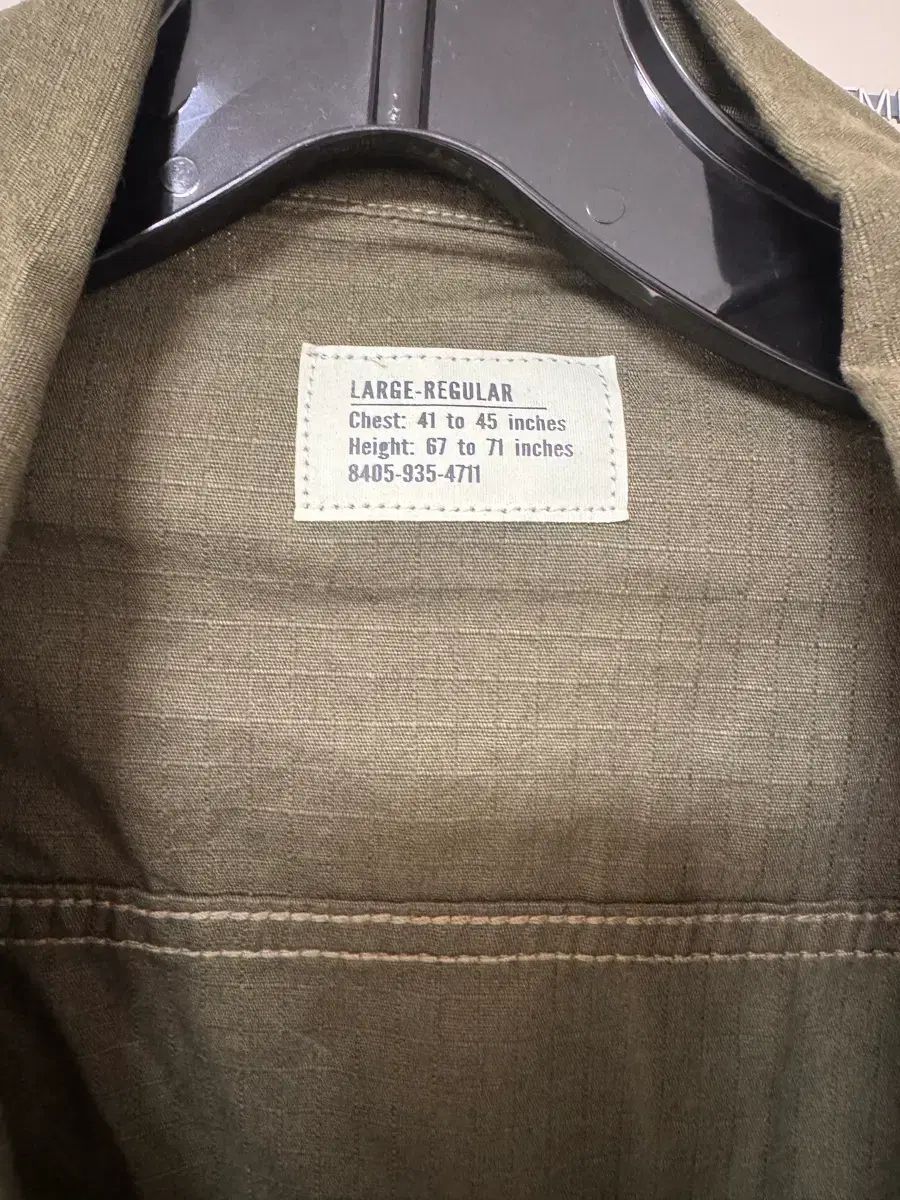 LARGE-REGULAR
Chest: 41 to 45 inches
Height: 67 to 71 inches
8405-935-4711